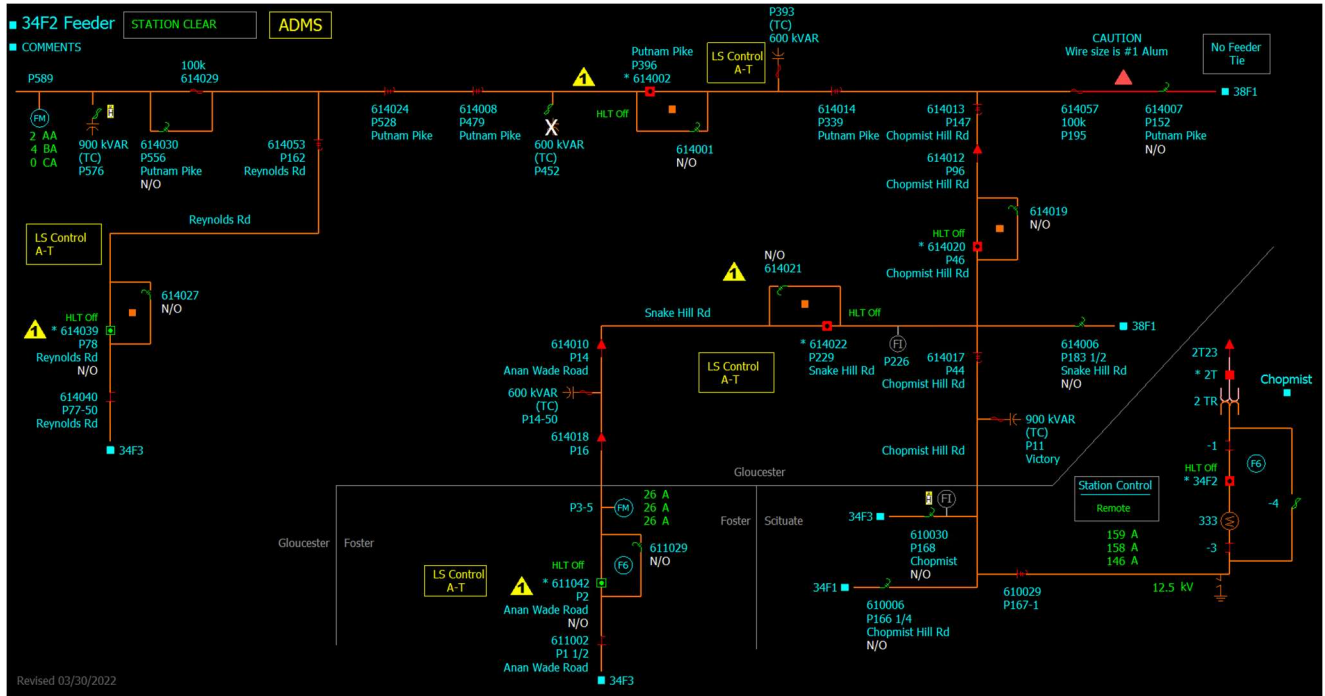 34F2 Feeder
STATION CLEAR
ADMS
COMMENTS
P589
FM
2 AA
4 BA
0 CA
900 kVAR
(TC)
P576
100k
614029
614030
P556
Putnam Pike
N/O
614053
P162
Reynolds Rd
614024
P528
Putnam Pike
614008
P479
Putnam Pike
X
600 kVAR
(TC)
P452
1
Putnam Pike
P396
* 614002
HLT Off
614001
N/O
LS Control
A-T
P393
(TC)
600 kVAR
614014
P339
Putnam Pike
614013
P147
Chopmist Hill Rd
CAUTION
Wire size is #1 Alum
614057
100k
P195
614007
P152
Putnam Pike
N/O
No Feeder
Tie
38F1
614012
P96
Chopmist Hill Rd
614019
N/O
HLT Off
* 614020
P46
Chopmist Hill Rd
Reynolds Rd
LS Control
A-T
614027
N/O
HLT Off
1
* 614039
P78
Reynolds Rd
N/O
614040
P77-50
Reynolds Rd
34F3
N/O
614021
1
Snake Hill Rd
HLT Off
* 614022
P229
Snake Hill Rd
FI
P226
LS Control
A-T
614006
P183 1/2
Snake Hill Rd
N/O
38F1
614017
P44
Chopmist Hill Rd
614010
P14
Anan Wade Road
600 kVAR
(TC)
P14-50
614018
P16
900 kVAR
(TC)
P11
Victory
Chopmist Hill Rd
Gloucester
Gloucester
Foster
Foster
Scituate
P3-5
FM
26 A
26 A
26 A
611029
N/O
F6
HLT Off
LS Control
A-T
1
* 611042
P2
Anan Wade Road
N/O
611002
P1 1/2
Anan Wade Road
34F3
34F3
FI
610030
P168
Chopmist
N/O
34F1
610006
P166 1/4
Chopmist Hill Rd
N/O
610029
P167-1
Station Control
Remote
159 A
158 A
146 A
12.5 kV
2T23
* 2T
2 TR
Chopmist
-1
F6
HLT Off
* 34F2
-4
333
-3
Revised 03/30/2022